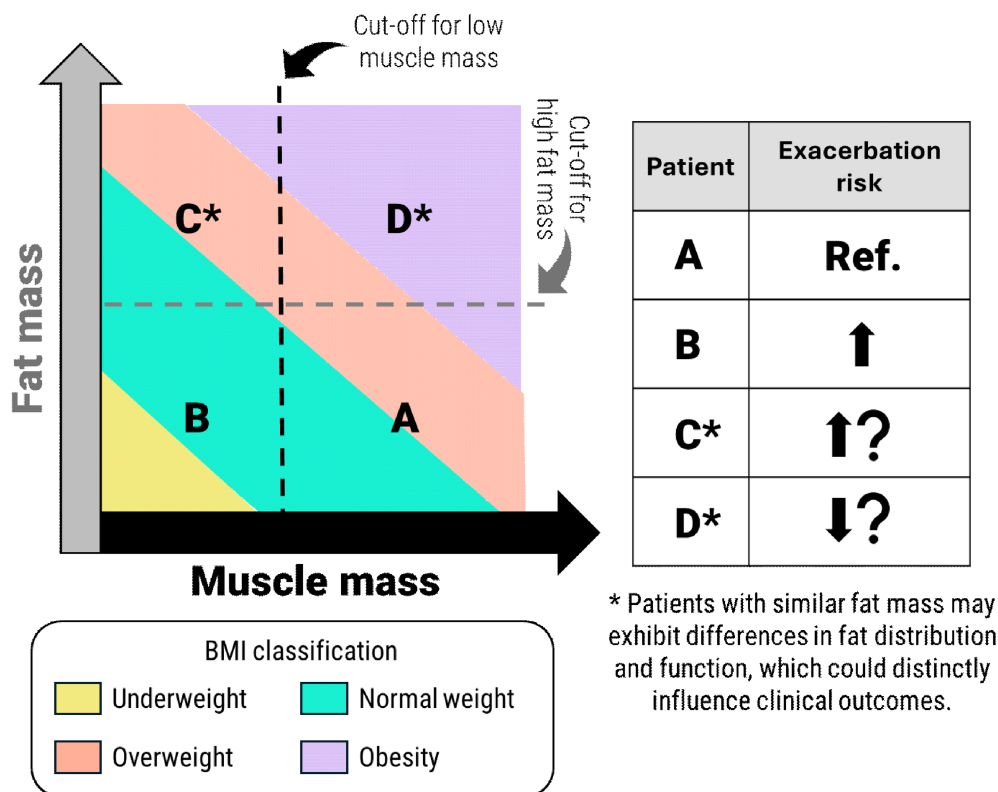 Cut-off for low
muscle mass
Cut-off for
high fat mass
Fat mass
C*
D*
B
A
Muscle mass
BMI classification
Underweight
Normal weight
Overweight
Obesity
Patient
Exacerbation
risk
A
Ref.
B
⬆
C*
⬆?
D*
⬇?
* Patients with similar fat mass may
exhibit differences in fat distribution
and function, which could distinctly
influence clinical outcomes.